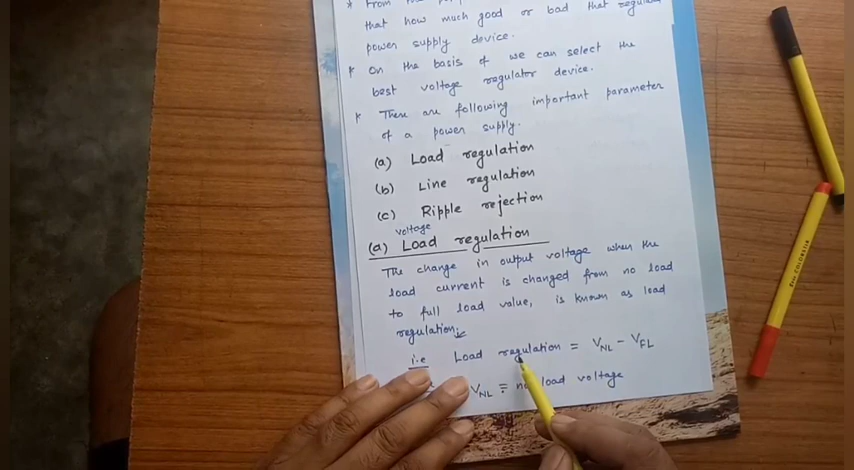 * From the
that how much good or bad that
power supply device.
* On the basis of we can select the
best voltage regulator device.
* There are following important parameter
of a power supply.
(a) Load regulation
(b) Line regulation
(c) Ripple rejection
voltage
(a) Load regulation
The change in output voltage when the
load current is changed from no load
to full load value, is known as load
regulation.
i.e Load regulation = VNL - VFL
VNL = no load voltage